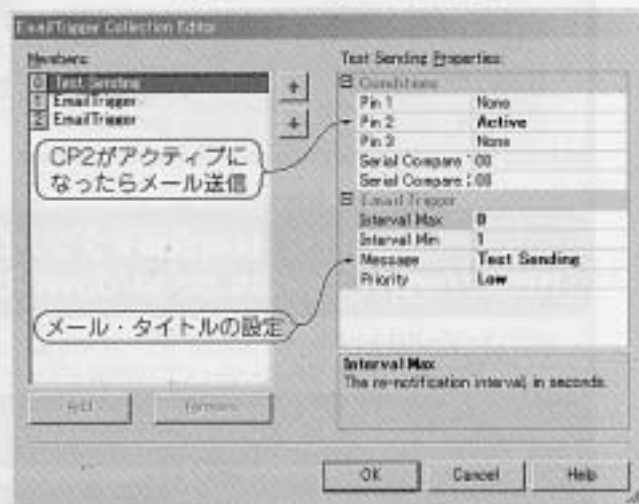 EmailTrigger Collection Editor
Members:
0 Test Sending
1 EmailTrigger
2 EmailTrigger
CP2がアクティブに
なったらメール送信
メール・タイトルの設定
Add
Remove
Test Sending Properties:
Conditions
Pin 1 None
Pin 2 Active
Pin 3 None
Serial Compare 00
Serial Compare 00
Email Trigger
Interval Max 0
Interval Min 1
Message Test Sending
Priority Low
Interval Max
The re-notification interval, in seconds.
OK
Cancel
Help